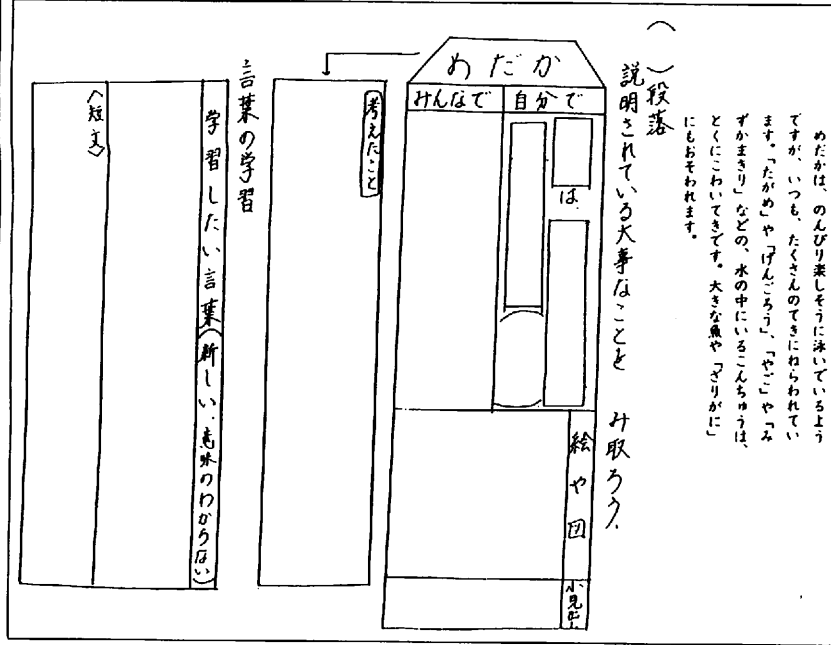 めだかは、のんびり楽しそうに泳いでいるよう
ですが、いつも、たくさんのてきにねらわれてい
ます。「たがめ」や「げんごろう」、「やご」や「み
ずかまきり」などの、水の中にいるこんちゅうは、
とくにこわいてきです。大きな魚や「ざりがに」
にもおそわれます。
（　）段落
説明されている大事なことを　み取ろう。
めだか
自分で
みんなで
は
絵や図
小見出し
考えたこと
言葉の学習
学習したい言葉（新しい、意味のわからない）
〈短文〉